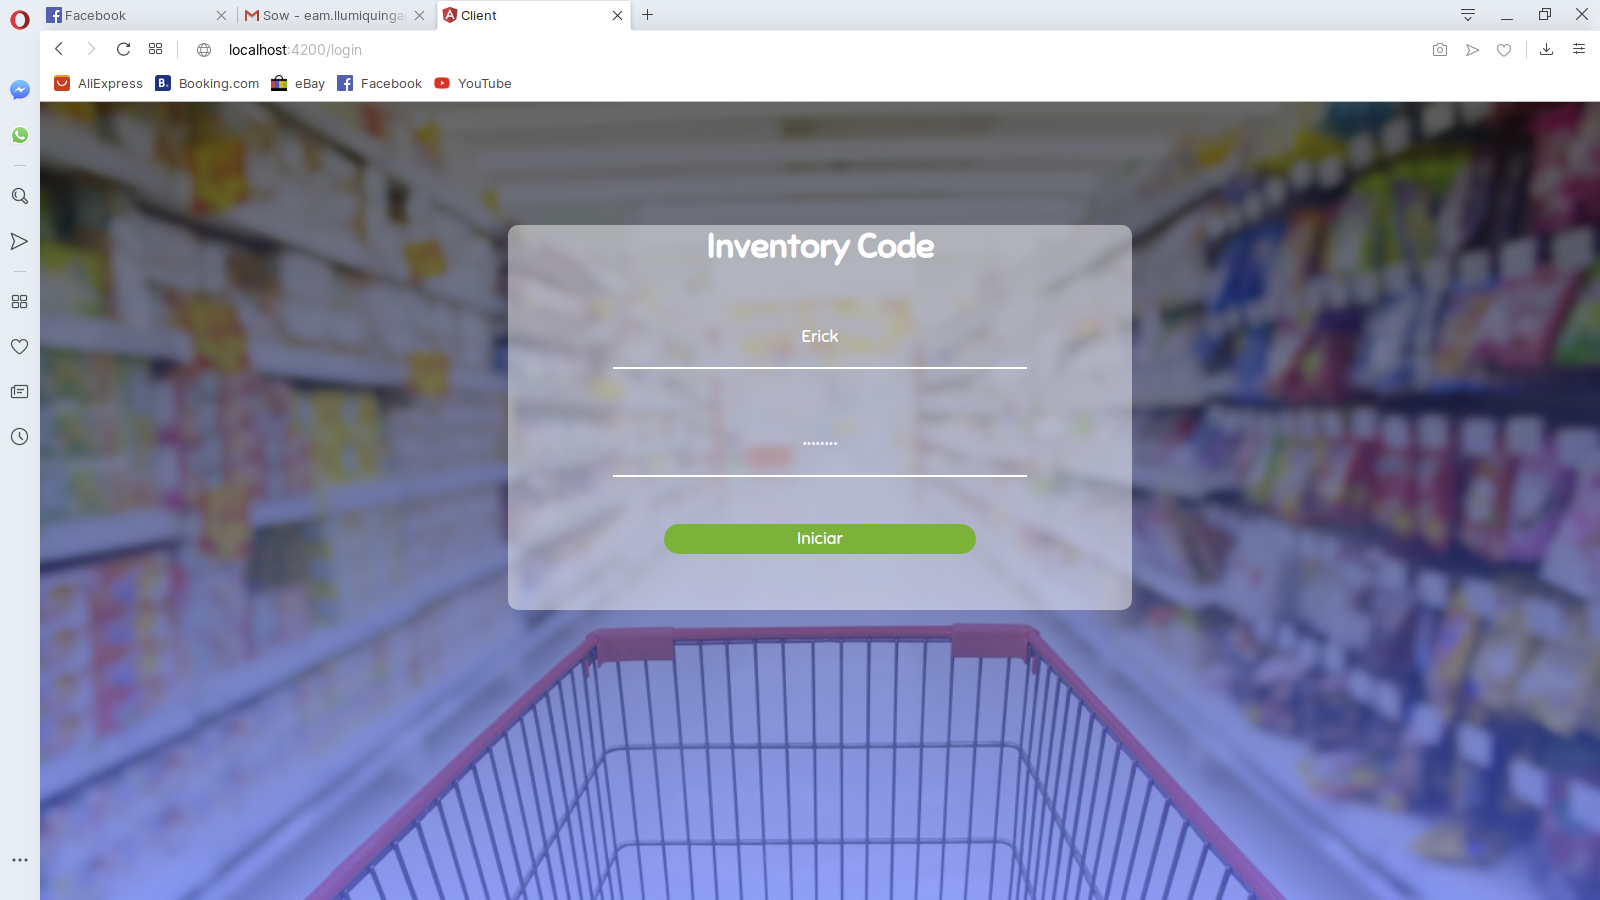 Facebook
Sow - eam.llumiquinga
Client
localhost:4200/login
AliExpress
Booking.com
eBay
Facebook
YouTube
Inventory Code
Erick
••••••••
Iniciar